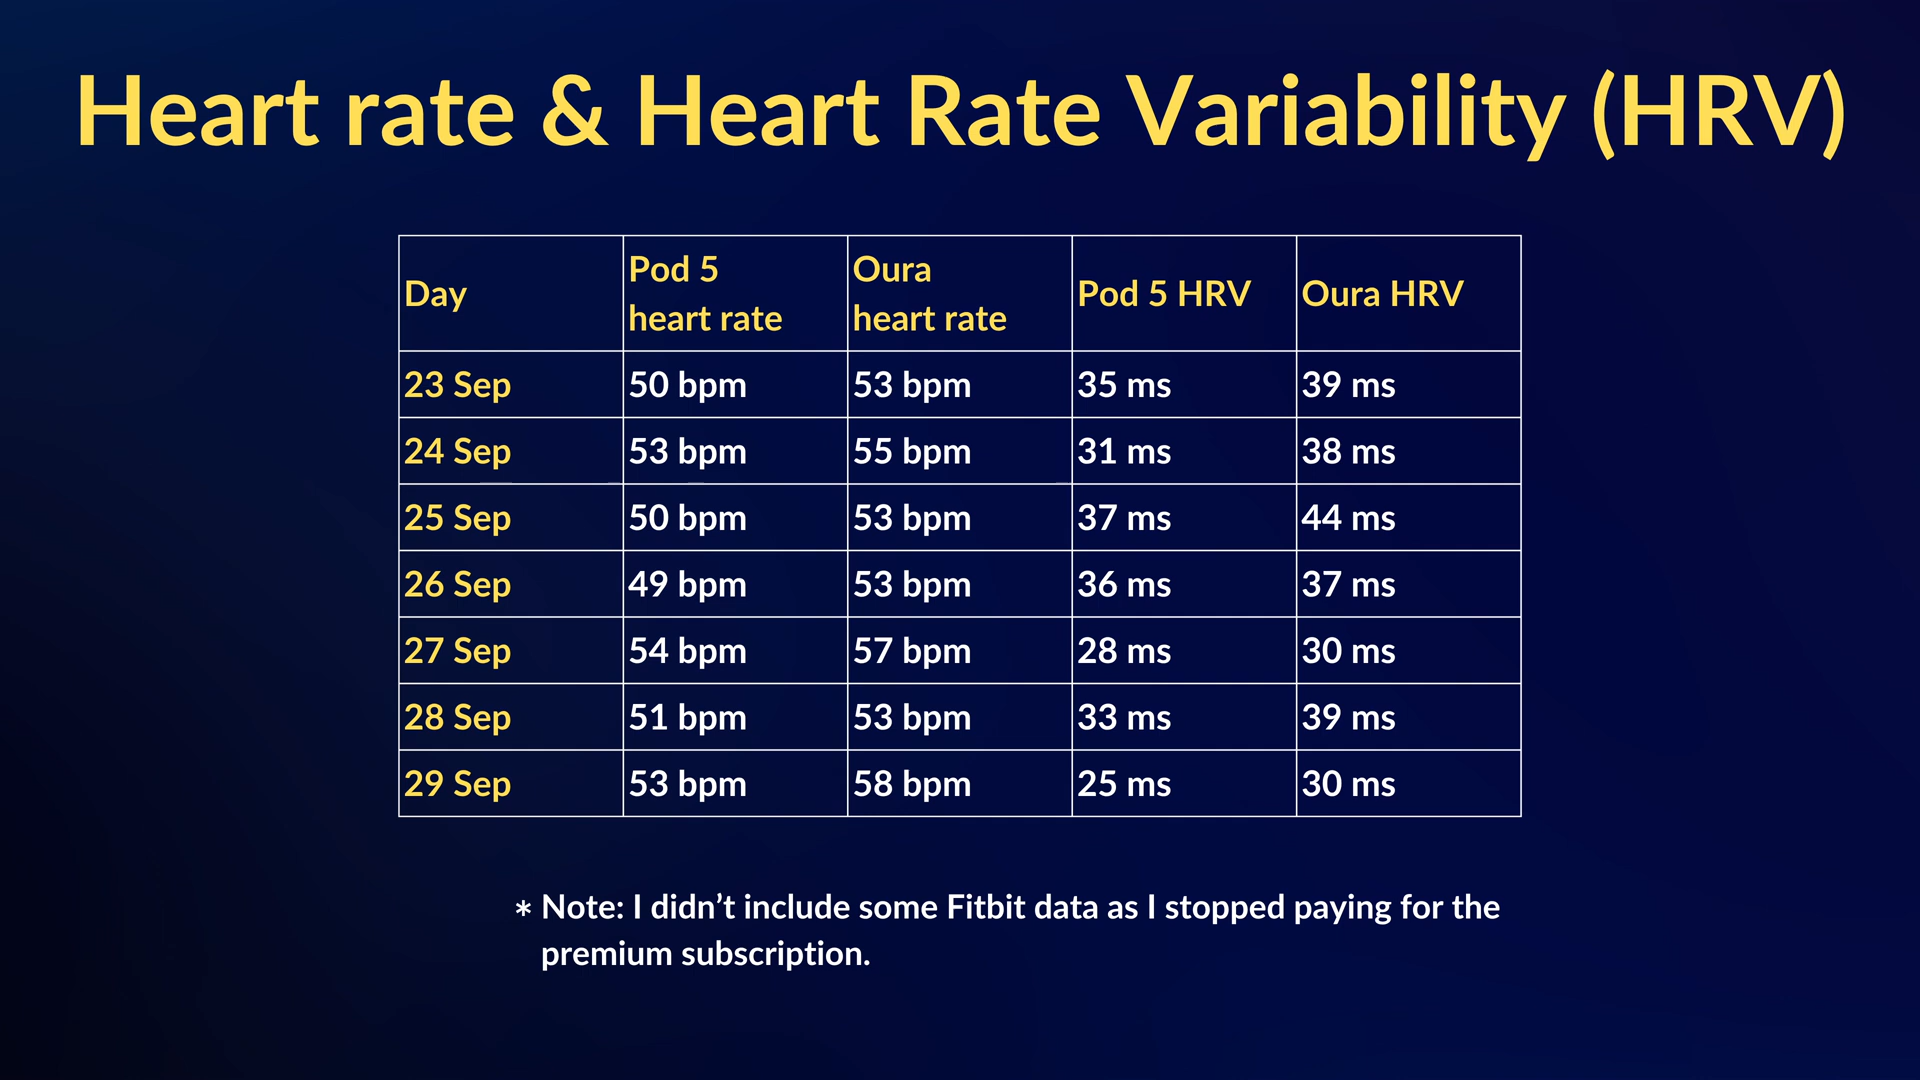 Heart rate & Heart Rate Variability (HRV)
Day Pod 5 heart rate Oura heart rate Pod 5 HRV Oura HRV
23 Sep 50 bpm 53 bpm 35 ms 39 ms
24 Sep 53 bpm 55 bpm 31 ms 38 ms
25 Sep 50 bpm 53 bpm 37 ms 44 ms
26 Sep 49 bpm 53 bpm 36 ms 37 ms
27 Sep 54 bpm 57 bpm 28 ms 30 ms
28 Sep 51 bpm 53 bpm 33 ms 39 ms
29 Sep 53 bpm 58 bpm 25 ms 30 ms
* Note: I didn’t include some Fitbit data as I stopped paying for the
premium subscription.